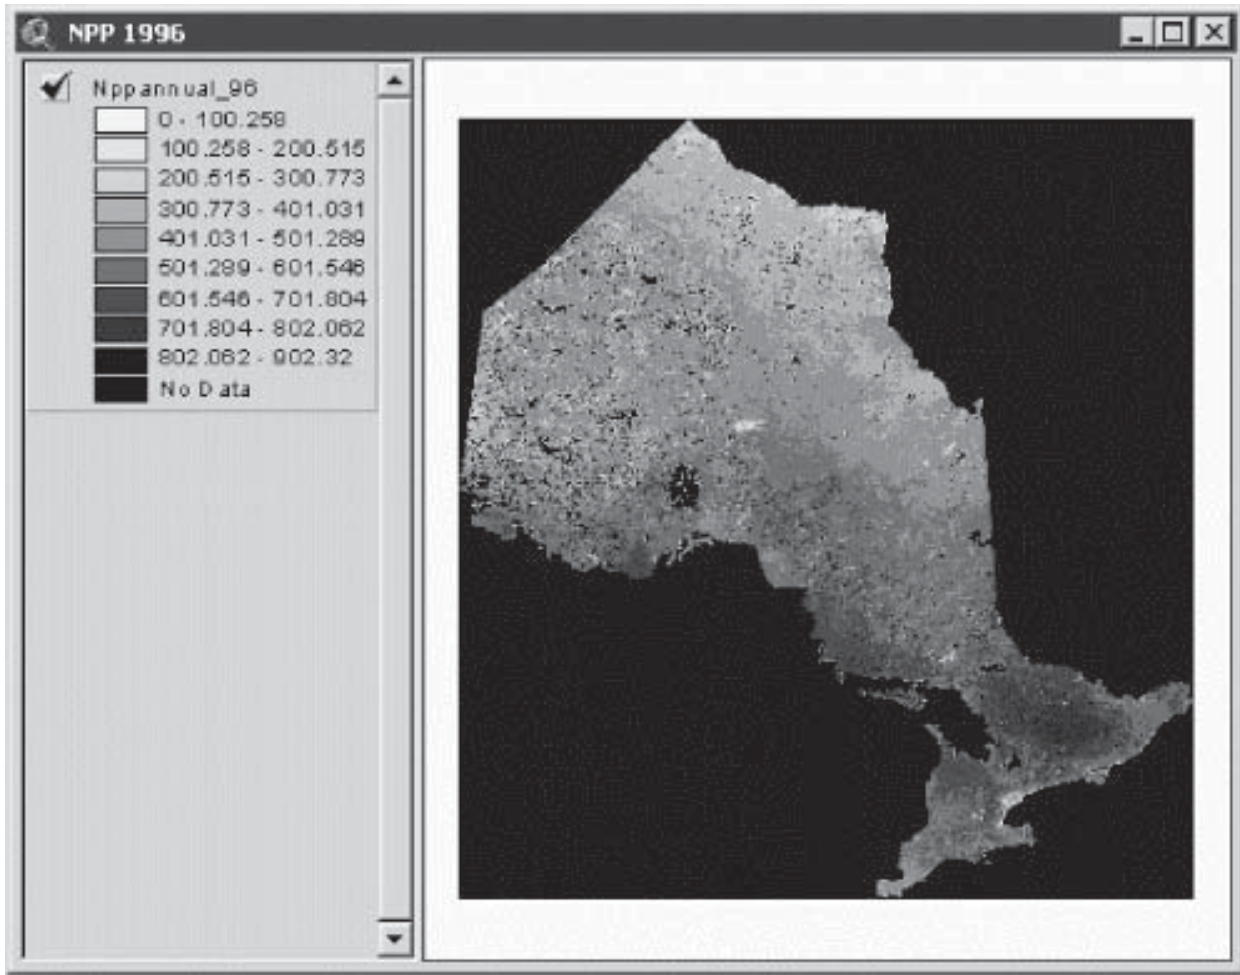 NPP 1996
Nppannual_96
0 - 100.258
100.258 - 200.515
200.515 - 300.773
300.773 - 401.031
401.031 - 501.289
501.289 - 601.546
601.546 - 701.804
701.804 - 802.062
802.062 - 902.32
No Data